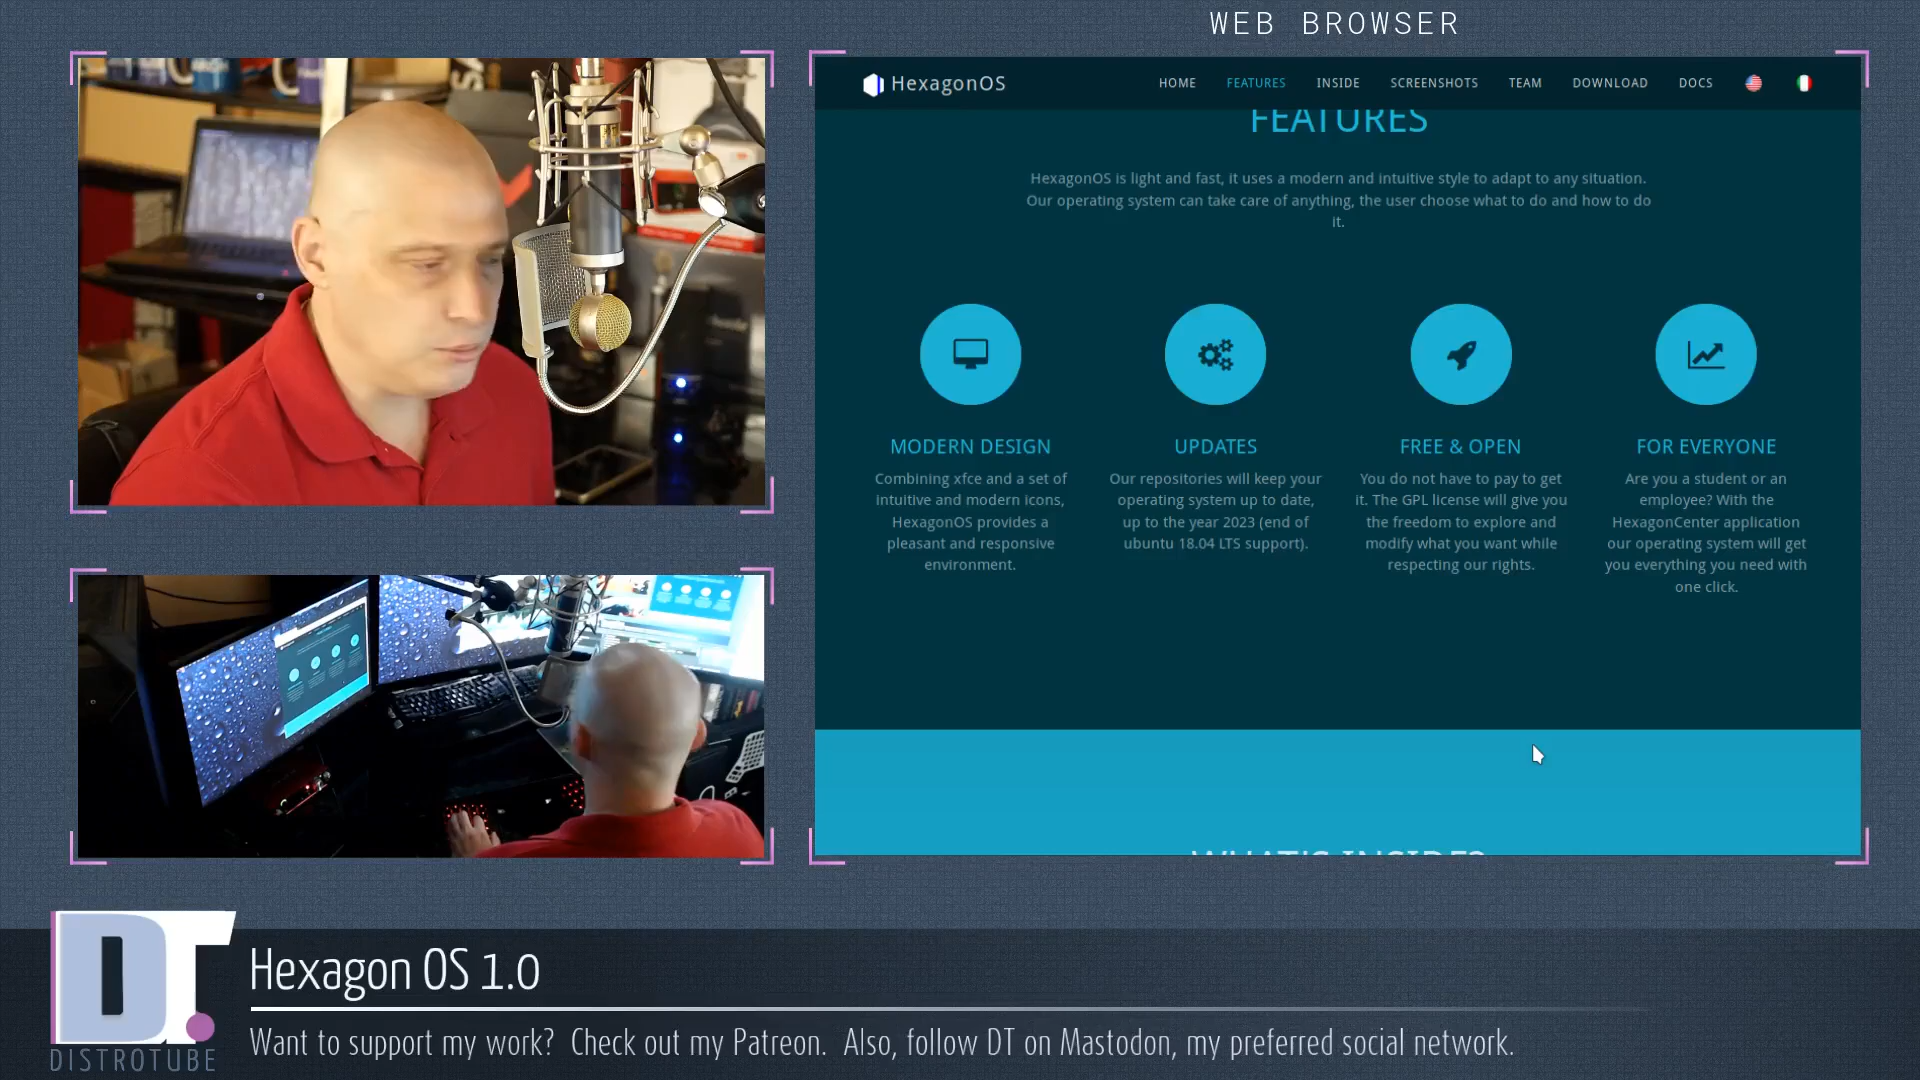 WEB BROWSER
HexagonOS
HOME FEATURES INSIDE SCREENSHOTS TEAM DOWNLOAD DOCS
FEATURES
HexagonOS is light and fast, it uses a modern and intuitive style to adapt to any situation.
Our operating system can take care of anything, the user choose what to do and how to do
it.
MODERN DESIGN
Combining xfce and a set of
intuitive and modern icons,
HexagonOS provides a
pleasant and responsive
environment.
UPDATES
Our repositories will keep your
operating system up to date,
up to the year 2023 (end of
ubuntu 18.04 LTS support).
FREE & OPEN
You do not have to pay to get
it. The GPL license will give you
the freedom to explore and
modify what you want while
respecting our rights.
FOR EVERYONE
Are you a student or an
employee? With the
HexagonCenter application
our operating system will get
you everything you need with
one click.
WHAT'S INSIDE?
DT
DISTROTUBE
Hexagon OS 1.0
Want to support my work? Check out my Patreon. Also, follow DT on Mastodon, my preferred social network.